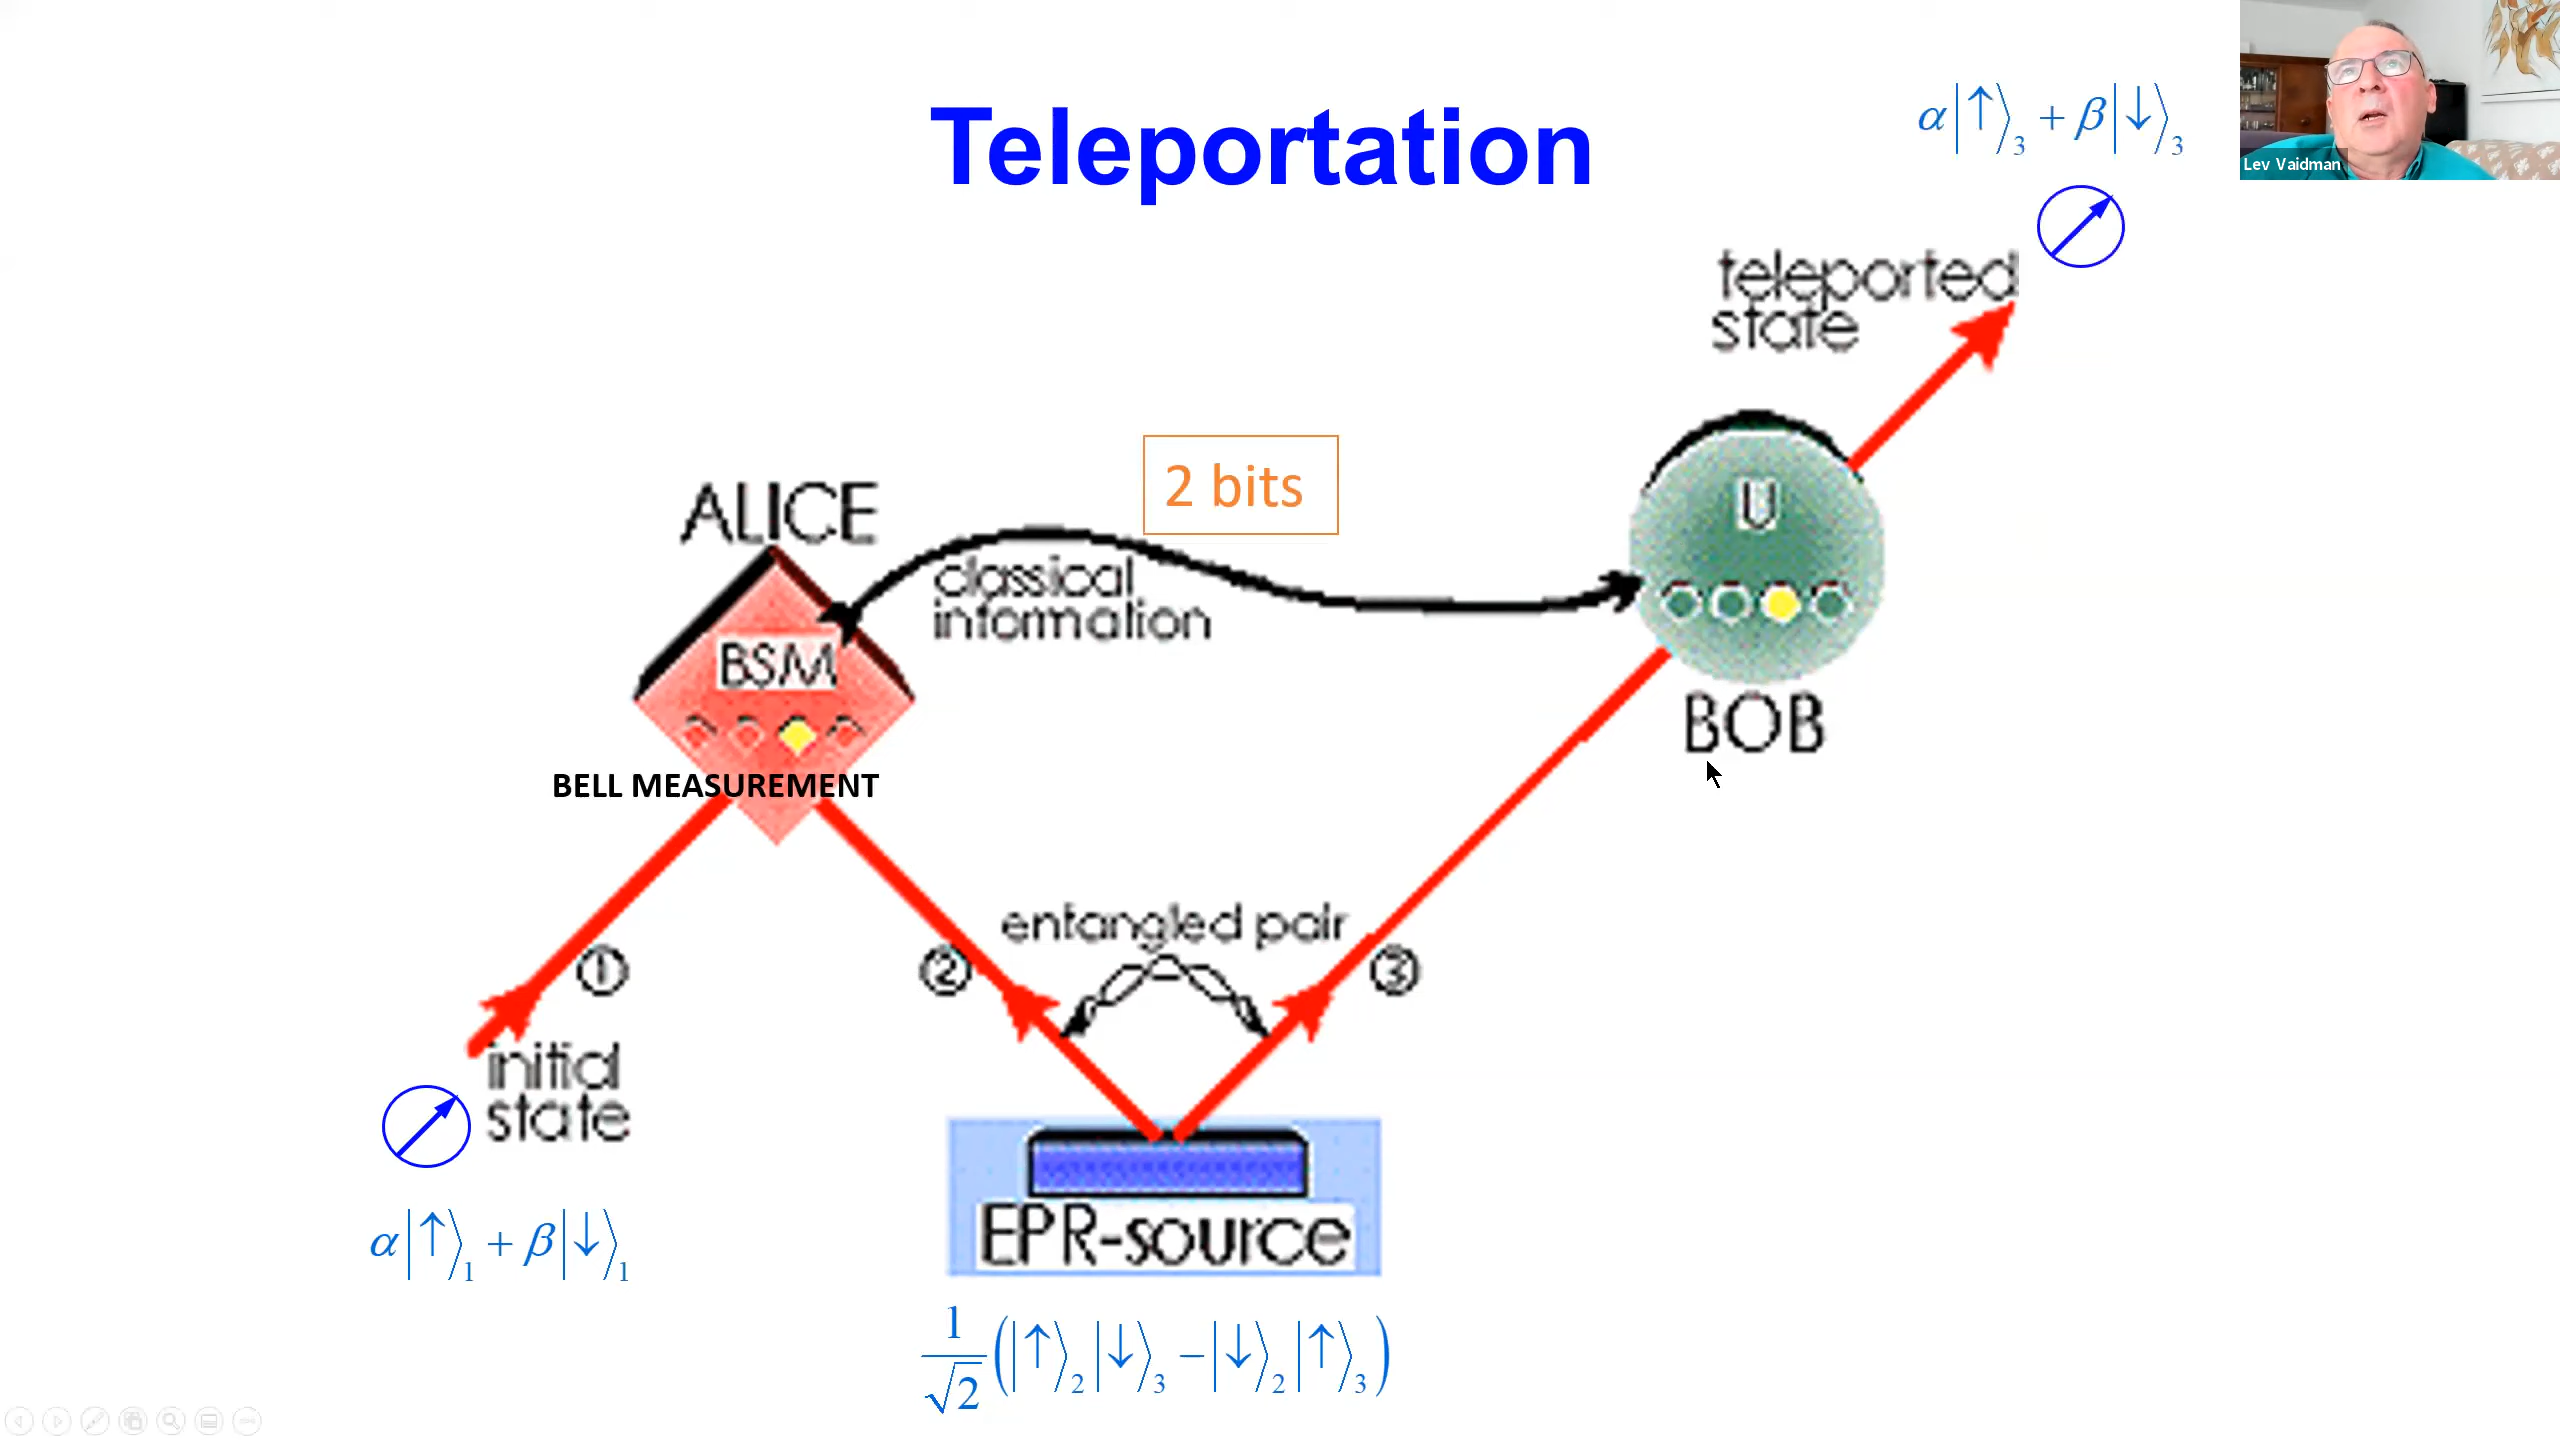 Teleportation
α|↑⟩₃ + β|↓⟩₃
Lev Vaidman
teleported
state
2 bits
ALICE
U
classical
information
BSM
BOB
BELL MEASUREMENT
entangled pair
① ② ③
initial
state
α|↑⟩₁ + β|↓⟩₁
EPR-source
1/√2 (|↑⟩₂|↓⟩₃ − |↓⟩₂|↑⟩₃)